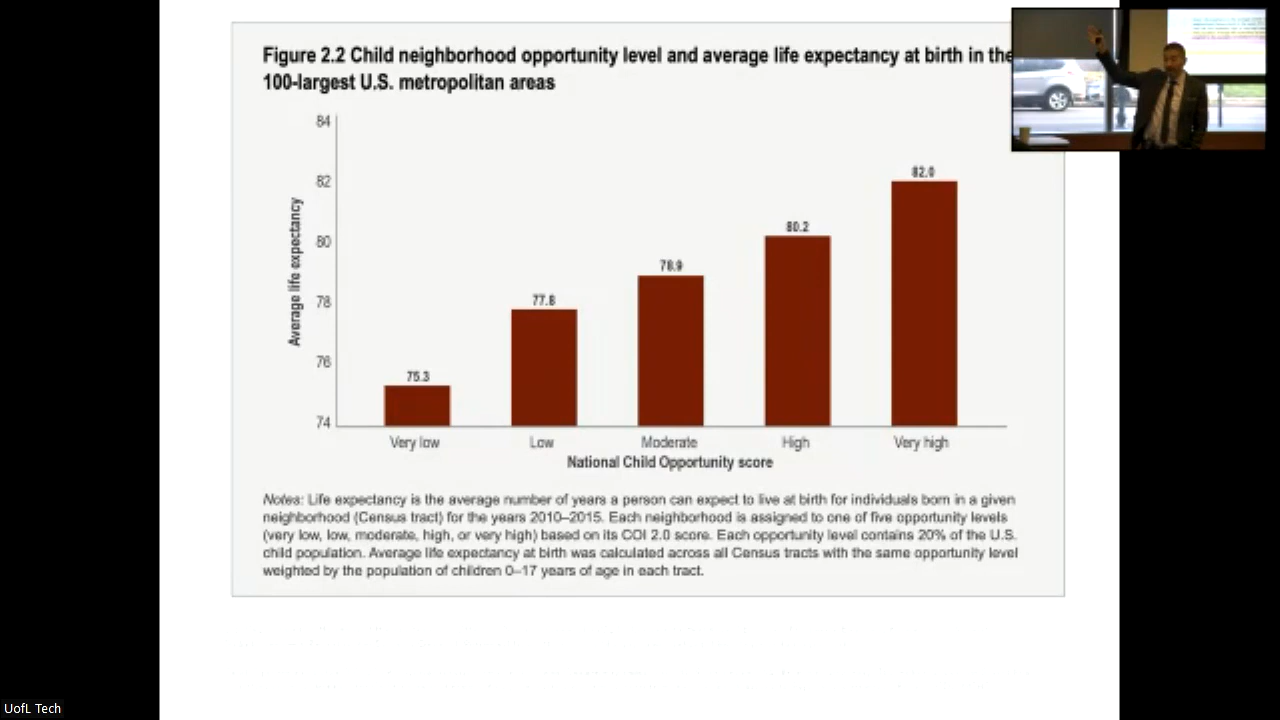 Figure 2.2 Child neighborhood opportunity level and average life expectancy at birth in the
100-largest U.S. metropolitan areas
84
82
80
78
76
74
Average life expectancy
75.3
77.8
78.9
80.2
82.0
Very low
Low
Moderate
High
Very high
National Child Opportunity score
Notes: Life expectancy is the average number of years a person can expect to live at birth for individuals born in a given
neighborhood (Census tract) for the years 2010–2015. Each neighborhood is assigned to one of five opportunity levels
(very low, low, moderate, high, or very high) based on its COI 2.0 score. Each opportunity level contains 20% of the U.S.
child population. Average life expectancy at birth was calculated across all Census tracts with the same opportunity level
weighted by the population of children 0–17 years of age in each tract.
UofL Tech